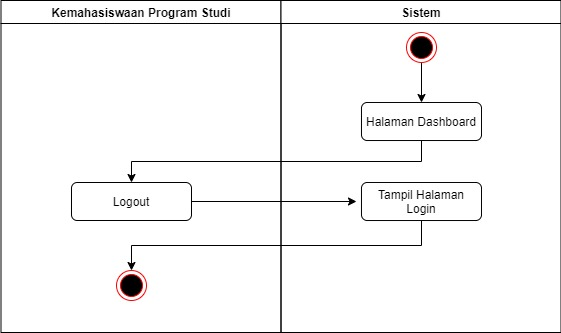 Kemahasiswaan Program Studi
Sistem
Halaman Dashboard
Logout
Tampil Halaman
Login